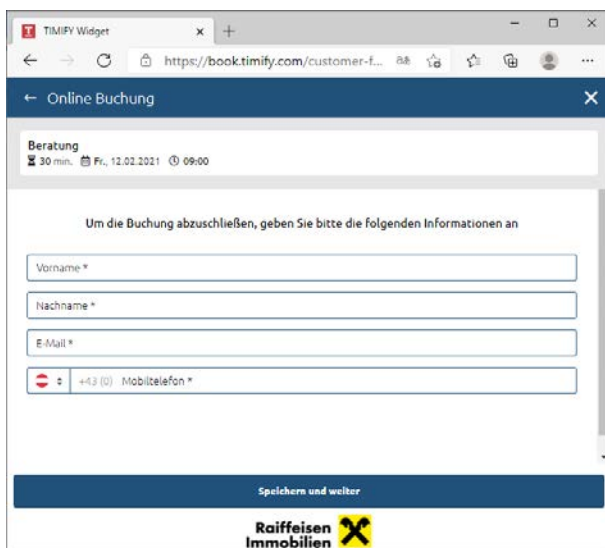 TIMIFY Widget
https://book.timify.com/customer-f...
Online Buchung
Beratung
30 min. Fr., 12.02.2021 09:00
Um die Buchung abzuschließen, geben Sie bitte die folgenden Informationen an
Vorname *
Nachname *
E-Mail *
+43 (0) Mobiltelefon *
Speichern und weiter
Raiffeisen
Immobilien